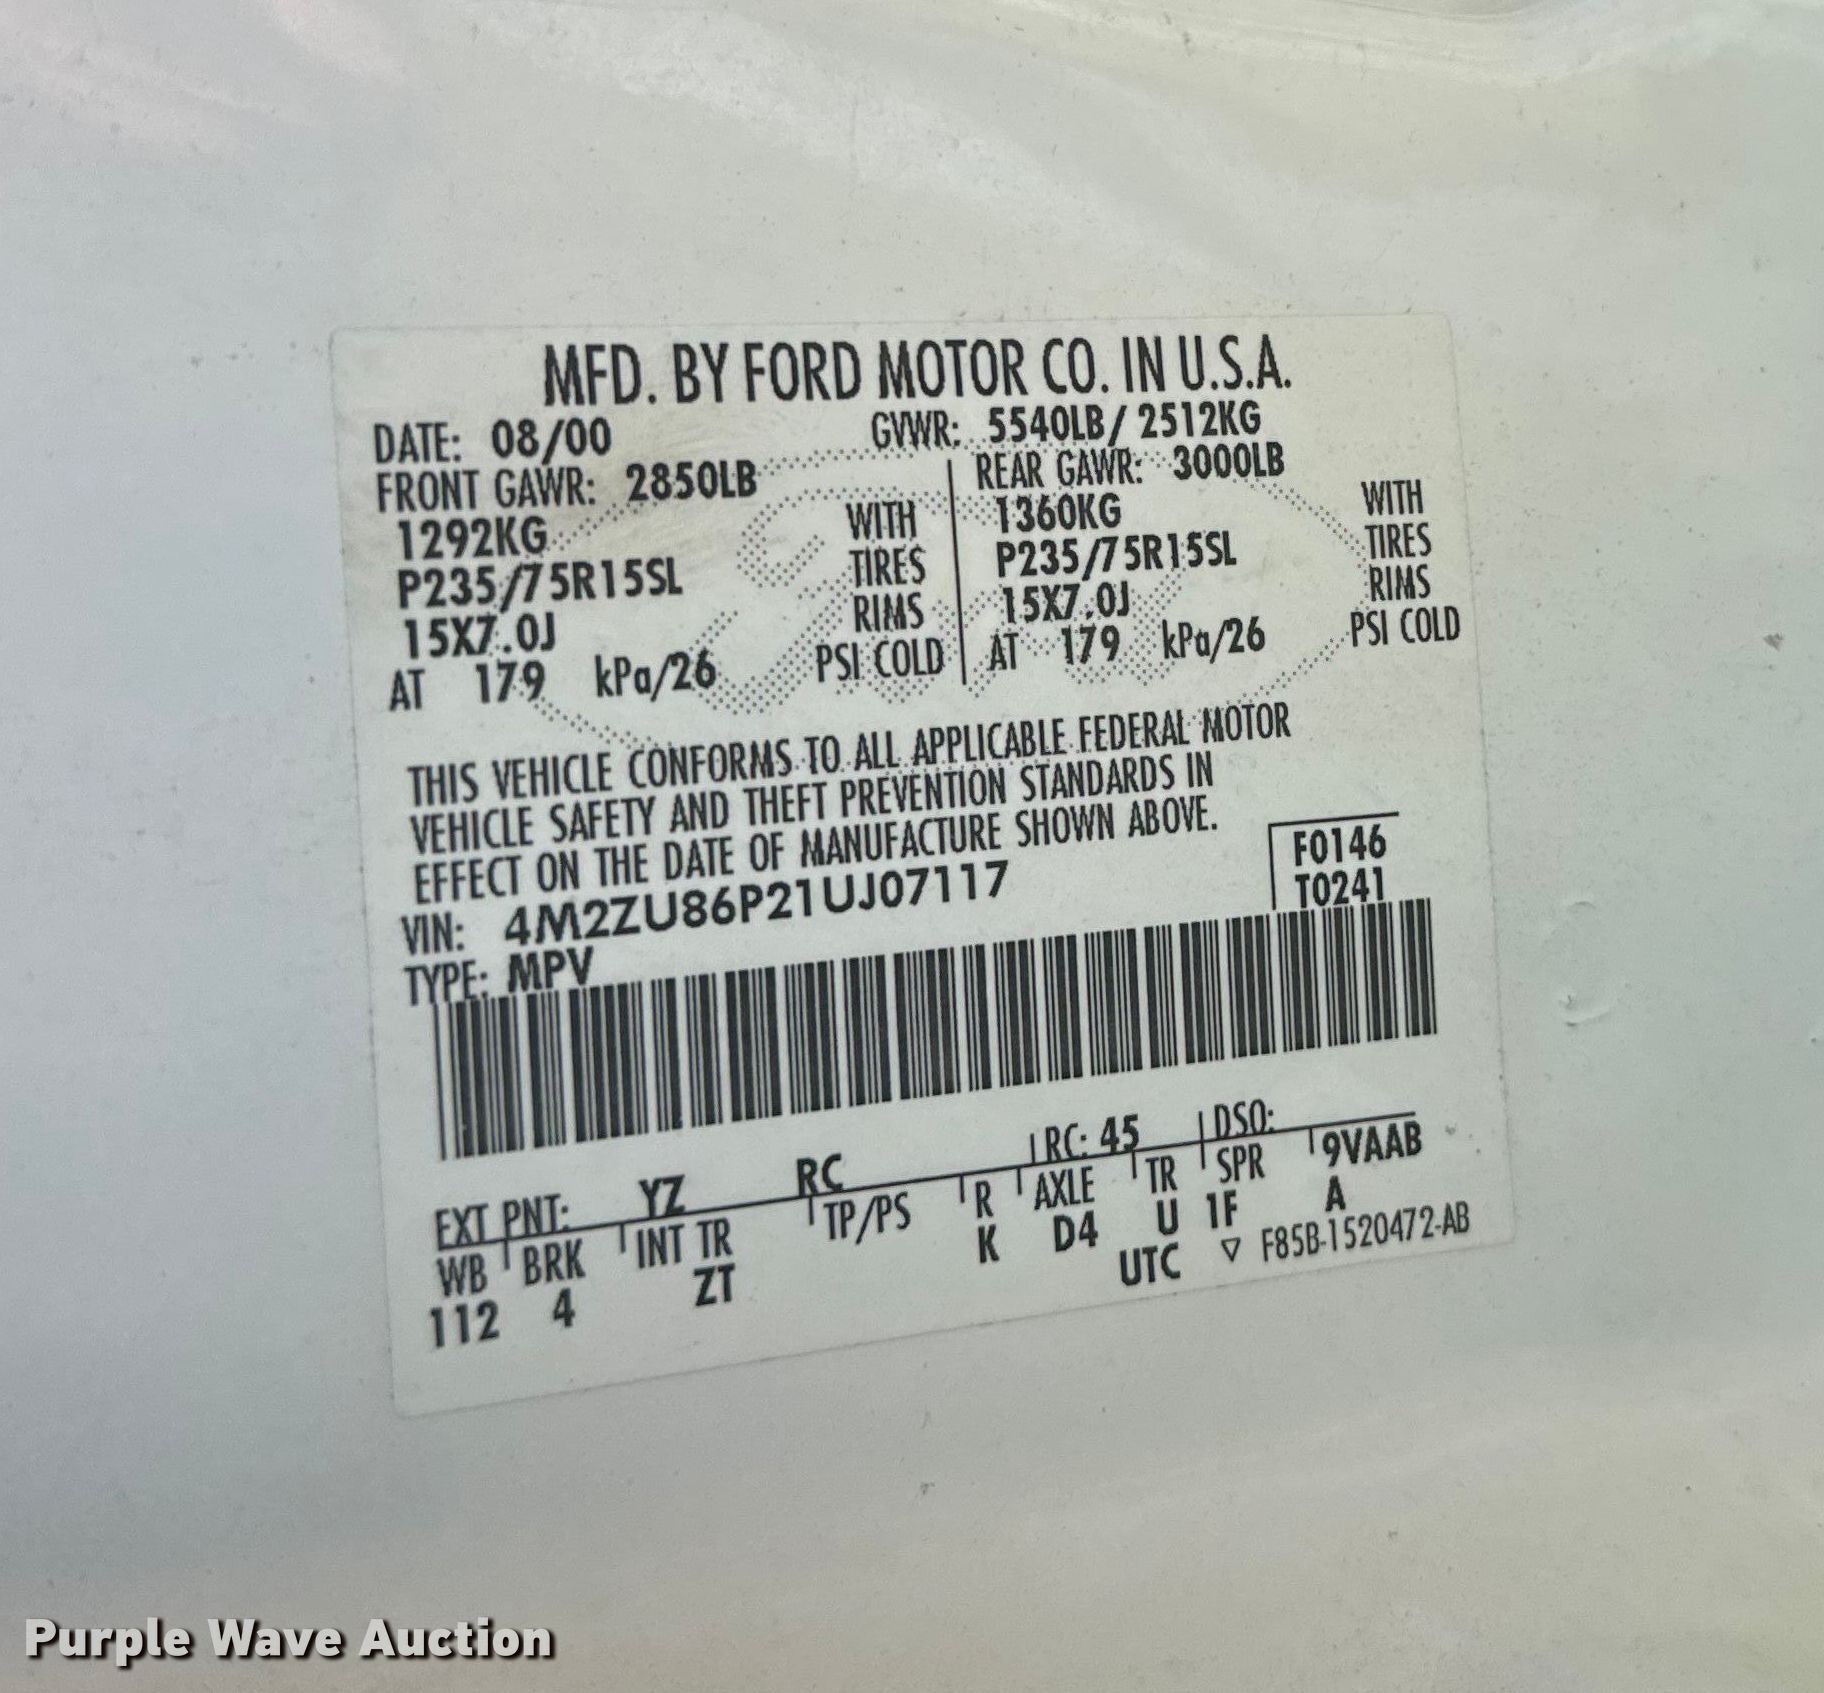 MFD. BY FORD MOTOR CO. IN U.S.A.
DATE: 08/00 GVWR: 5540LB/ 2512KG
FRONT GAWR: 2850LB REAR GAWR: 3000LB
1292KG WITH 1360KG WITH
P235/75R15SL TIRES P235/75R15SL TIRES
15X7.0J RIMS 15X7.0J RIMS
AT 179 kPa/26 PSI COLD AT 179 kPa/26 PSI COLD
THIS VEHICLE CONFORMS TO ALL APPLICABLE FEDERAL MOTOR
VEHICLE SAFETY AND THEFT PREVENTION STANDARDS IN
EFFECT ON THE DATE OF MANUFACTURE SHOWN ABOVE.
VIN: 4M2ZU86P21UJ07117 F0146
TYPE: MPV T0241
EXT PNT: YZ RC RC: 45 DSO:
WB BRK INT TR TP/PS R AXLE TR SPR 9VAAB
112 4 ZT K D4 U 1F A
UTC ▽ F85B-1520472-AB
Purple Wave Auction